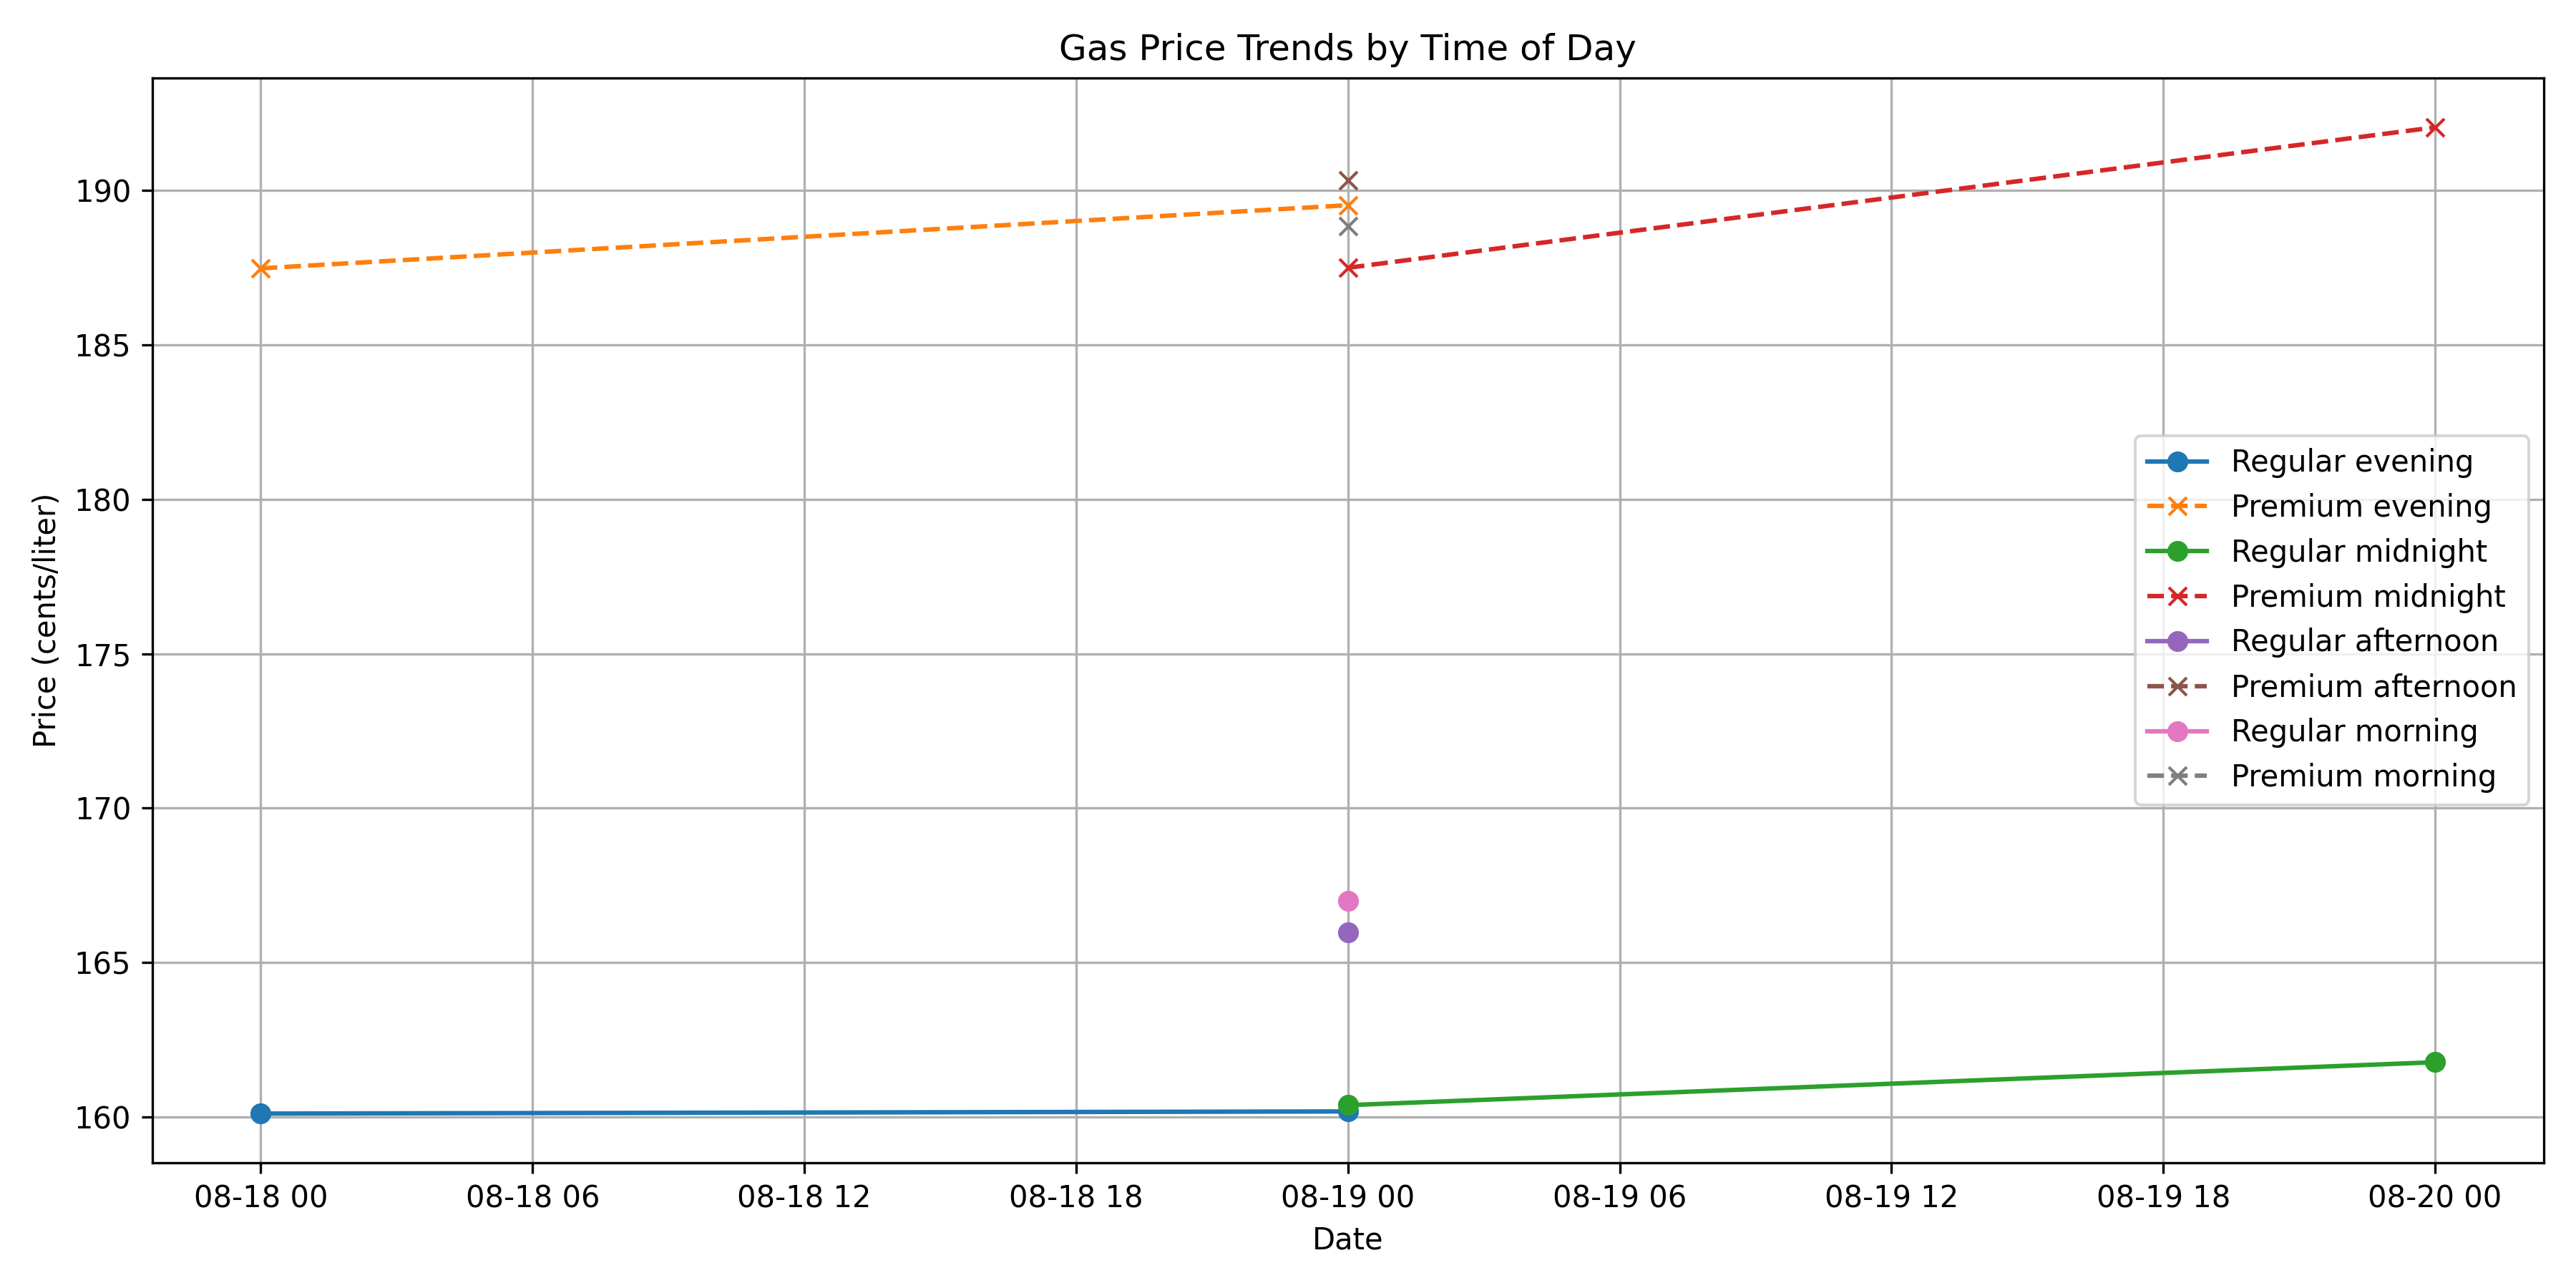 Gas Price Trends by Time of Day
Price (cents/liter)
190
185
180
175
170
165
160
Regular evening
Premium evening
Regular midnight
Premium midnight
Regular afternoon
Premium afternoon
Regular morning
Premium morning
08-18 00 08-18 06 08-18 12 08-18 18 08-19 00 08-19 06 08-19 12 08-19 18 08-20 00
Date